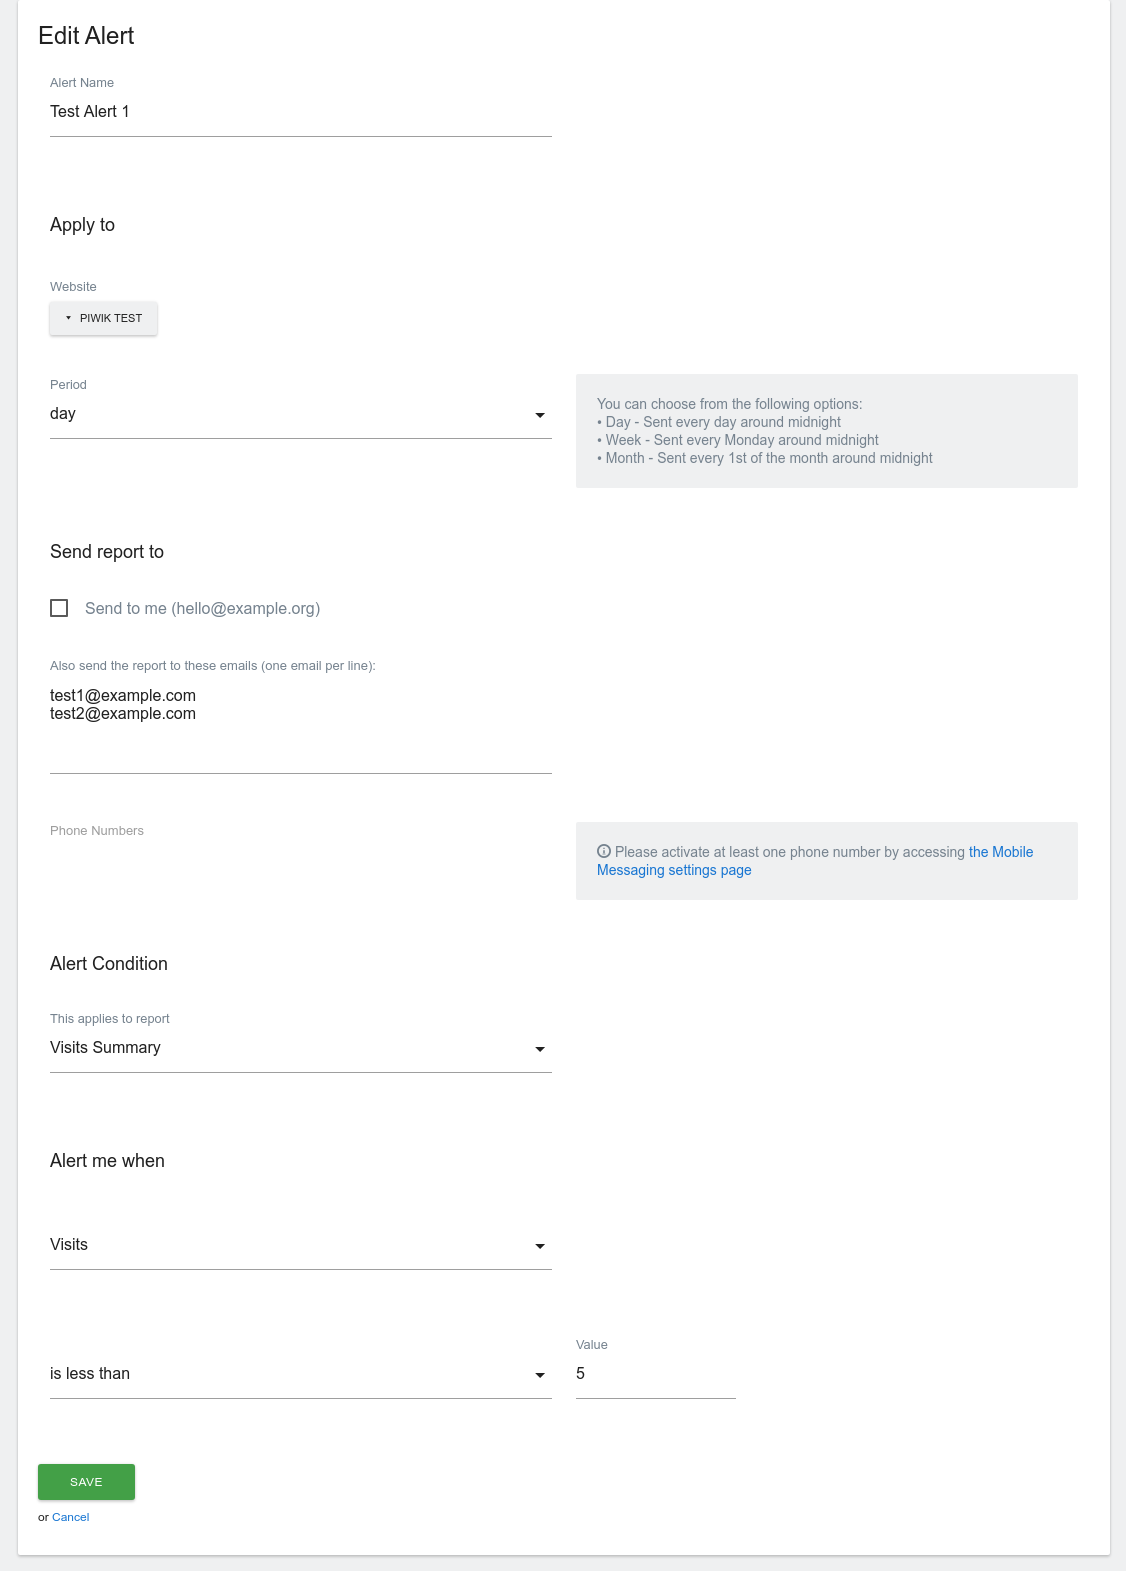 Edit Alert
Alert Name
Test Alert 1
Apply to
Website
PIWIK TEST
Period
day
You can choose from the following options:
• Day - Sent every day around midnight
• Week - Sent every Monday around midnight
• Month - Sent every 1st of the month around midnight
Send report to
Send to me (hello@example.org)
Also send the report to these emails (one email per line):
test1@example.com
test2@example.com
Phone Numbers
Please activate at least one phone number by accessing the Mobile
Messaging settings page
Alert Condition
This applies to report
Visits Summary
Alert me when
Visits
is less than
Value
5
SAVE
or Cancel